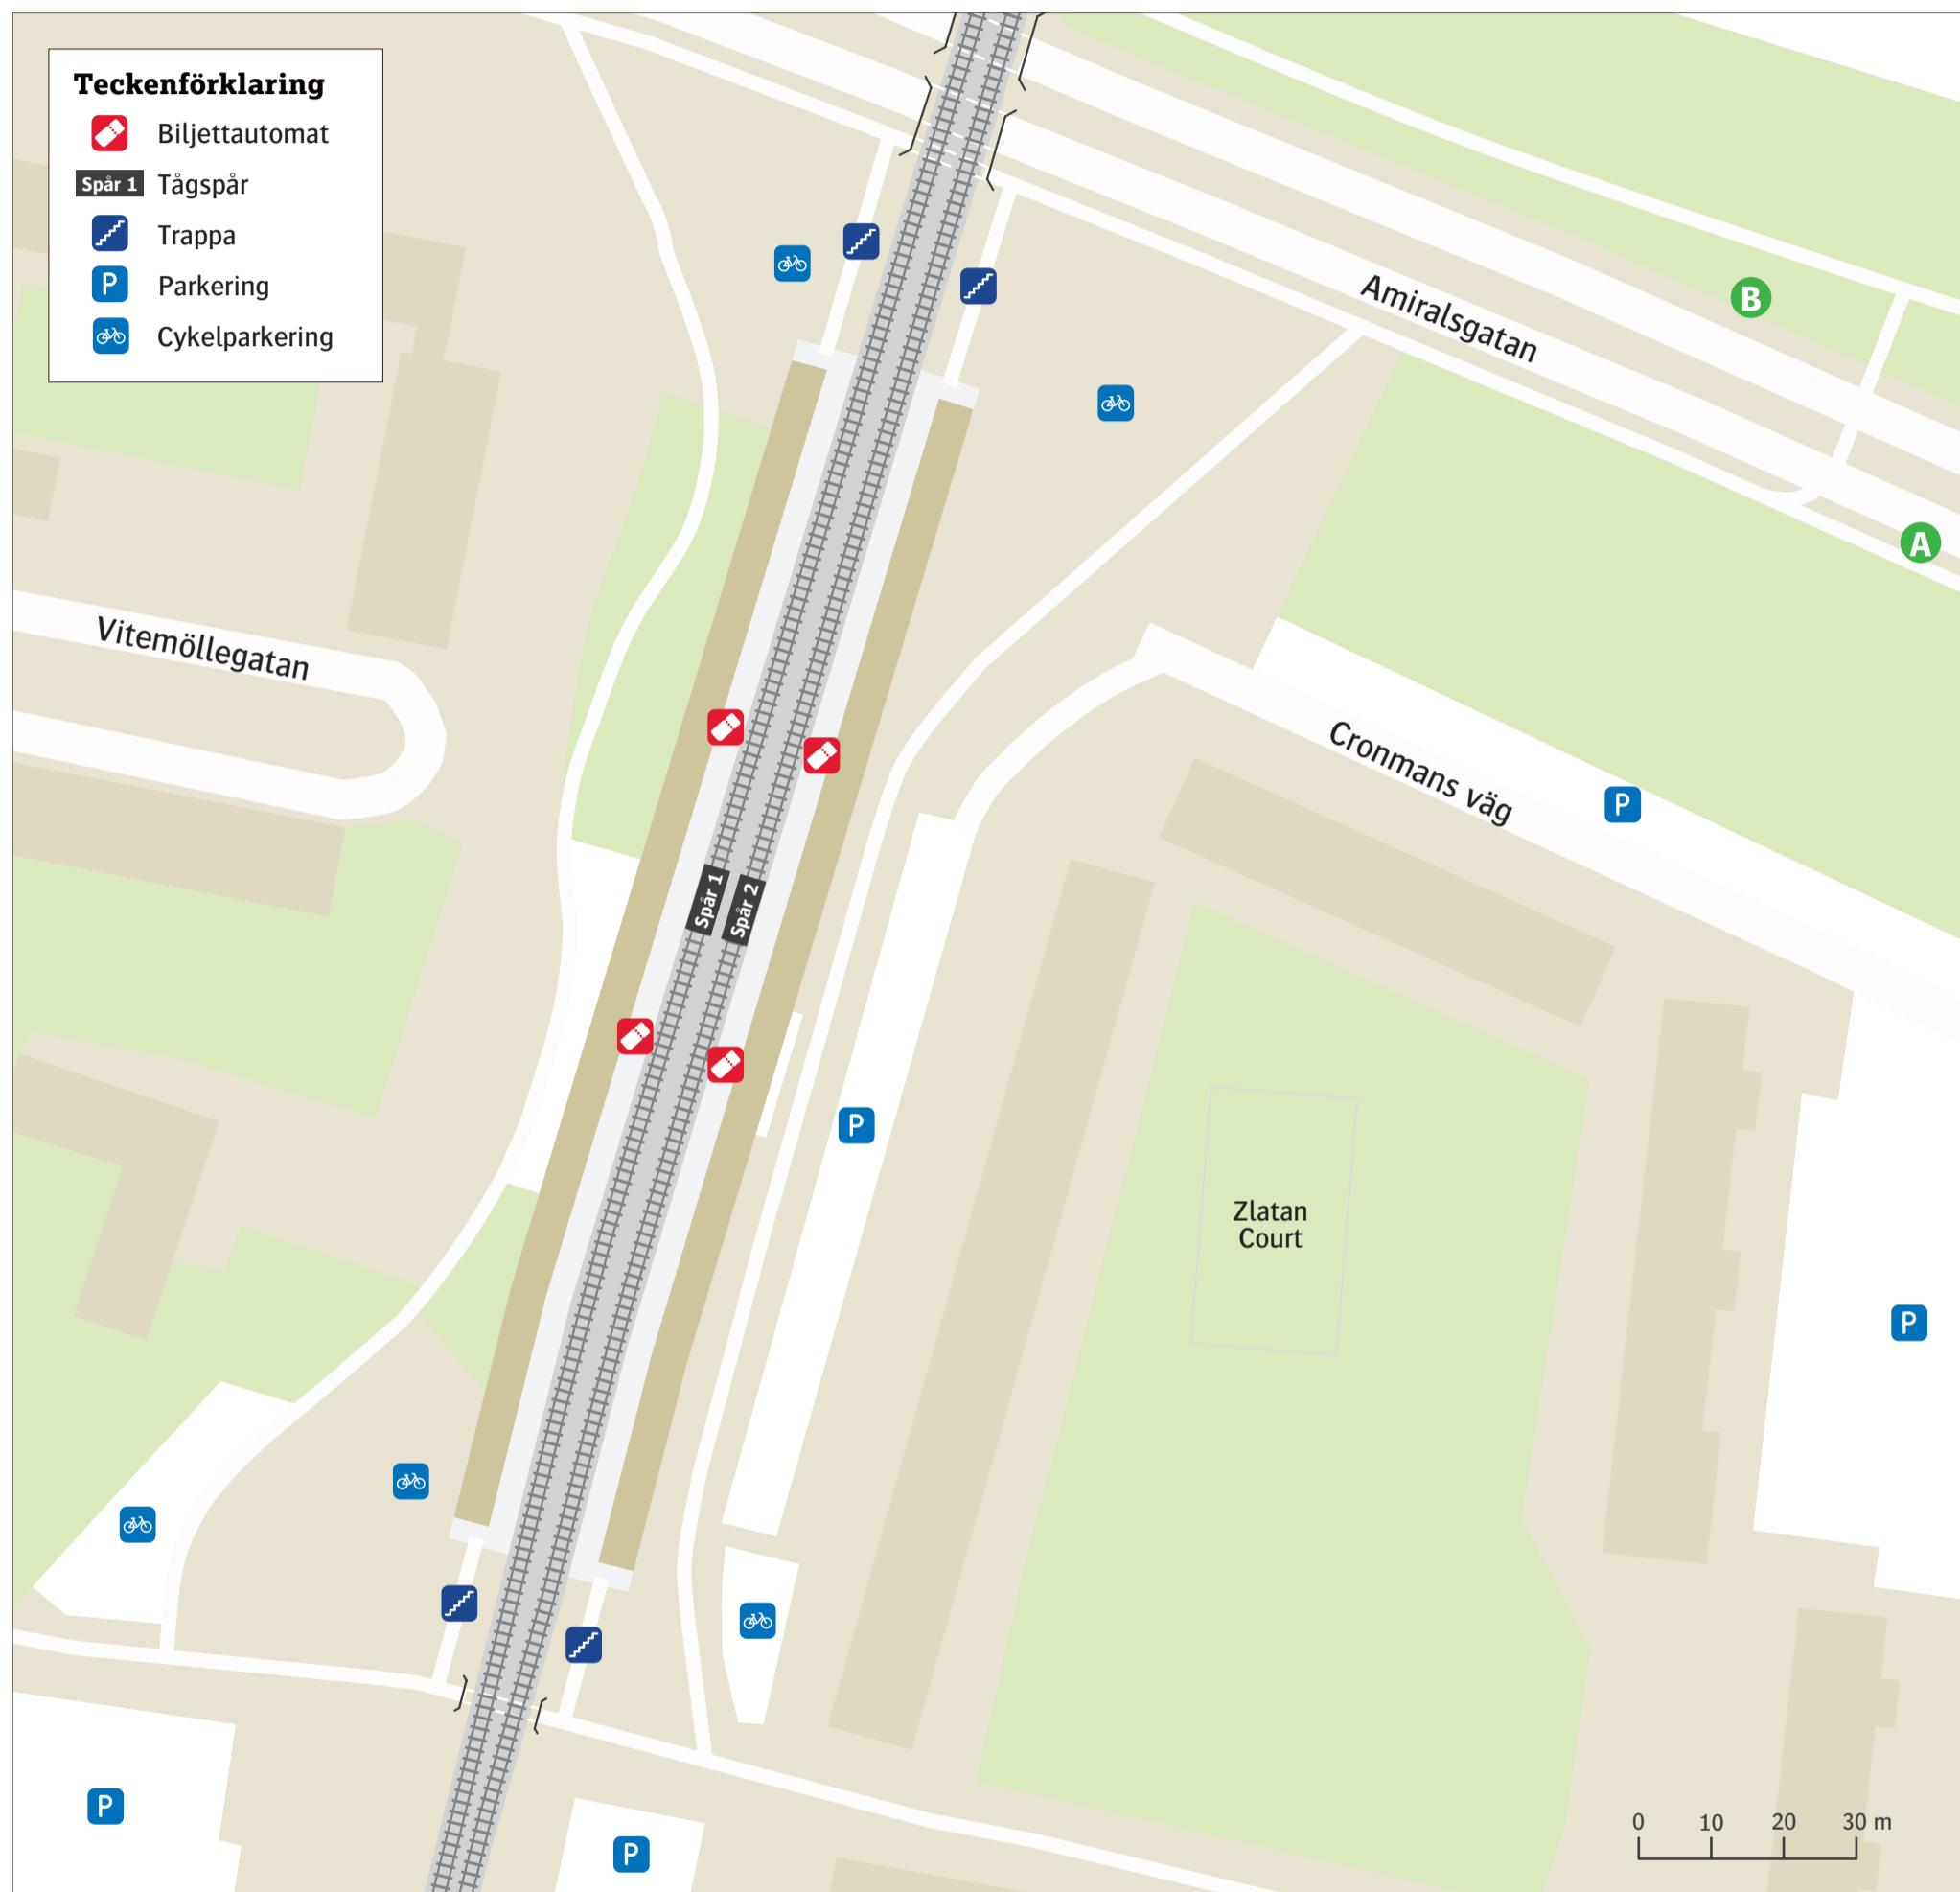 Teckenförklaring
Biljettautomat
Spår 1 Tågspår
Trappa
P Parkering
Cykelparkering
Amiralsgatan
B
A
Vitemöllegatan
Cronmans väg
P
Spår 1
Spår 2
P
Zlatan
Court
P
P
P
0 10 20 30 m